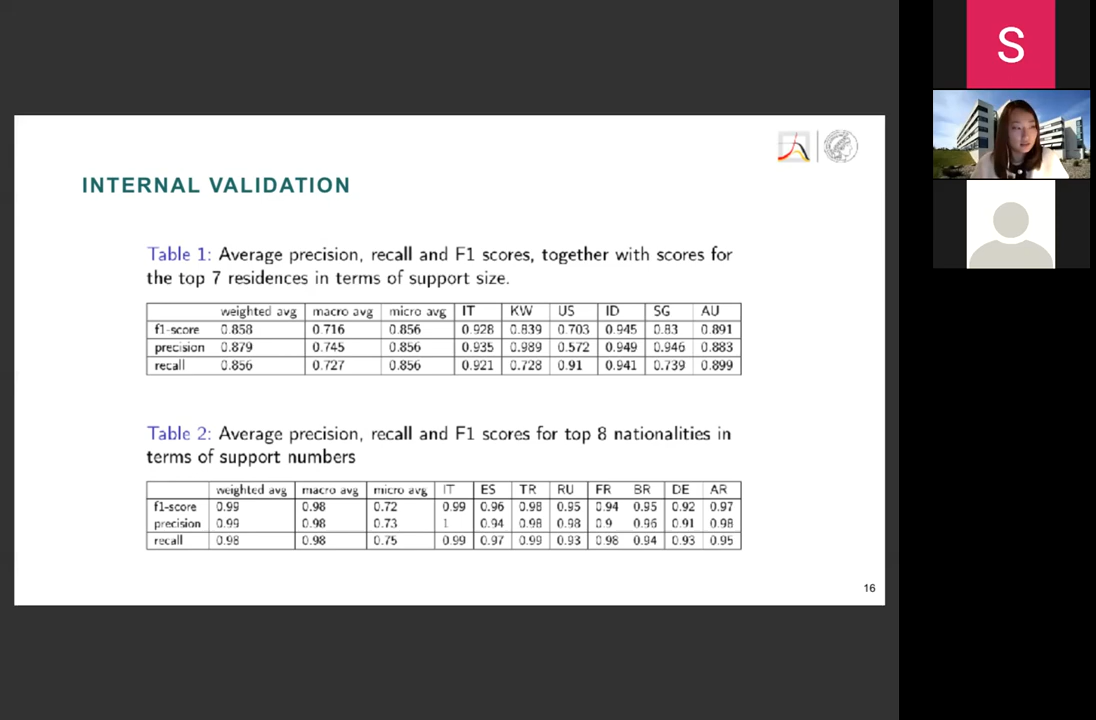 S
INTERNAL VALIDATION
Table 1: Average precision, recall and F1 scores, together with scores for
the top 7 residences in terms of support size.
weighted avg macro avg micro avg IT KW US ID SG AU
f1-score 0.858 0.716 0.856 0.928 0.839 0.703 0.945 0.83 0.891
precision 0.879 0.745 0.856 0.935 0.989 0.572 0.949 0.946 0.883
recall 0.856 0.727 0.856 0.921 0.728 0.91 0.941 0.739 0.899
Table 2: Average precision, recall and F1 scores for top 8 nationalities in
terms of support numbers
weighted avg macro avg micro avg IT ES TR RU FR BR DE AR
f1-score 0.99 0.98 0.72 0.99 0.96 0.98 0.95 0.94 0.95 0.92 0.97
precision 0.99 0.98 0.73 1 0.94 0.98 0.98 0.9 0.96 0.91 0.98
recall 0.98 0.98 0.75 0.99 0.97 0.99 0.93 0.98 0.94 0.93 0.95
16